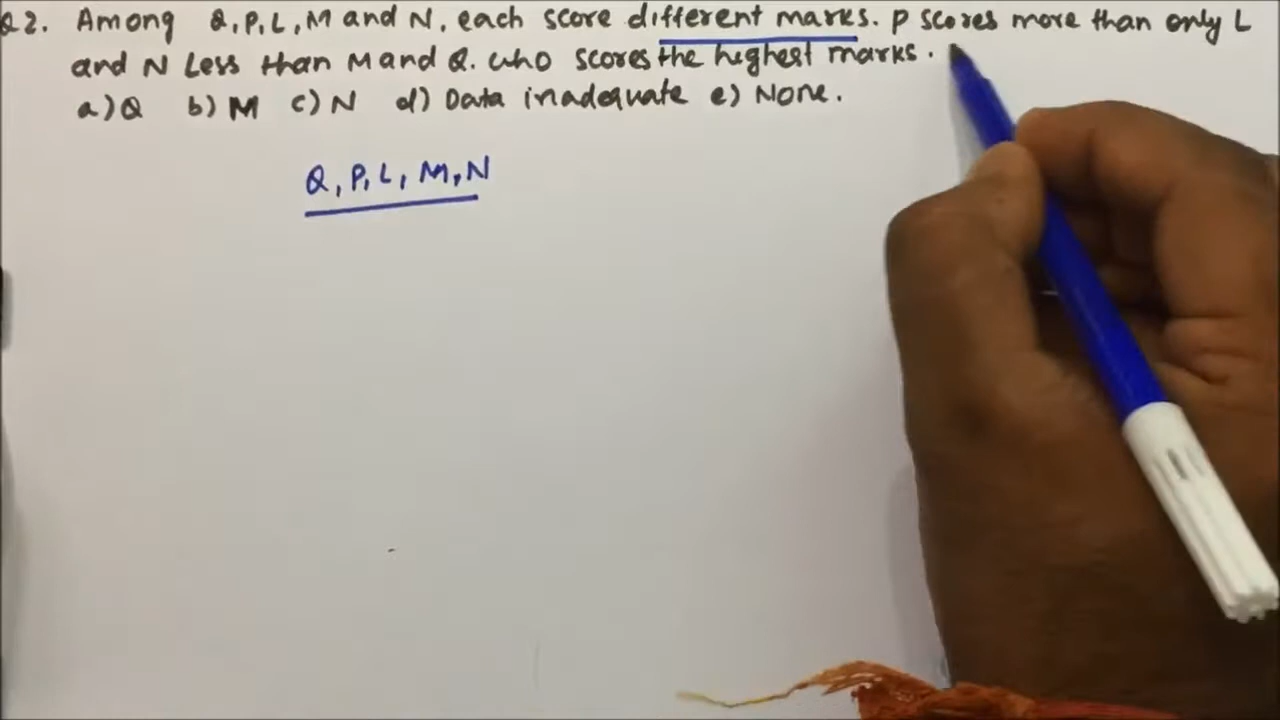 Q2. Among Q, P, L, M and N, each score different marks. P scores more than only L
and N Less than M and Q. who scores the highest marks.
a) Q b) M c) N d) Data inadequate e) None.
Q, P, L, M, N